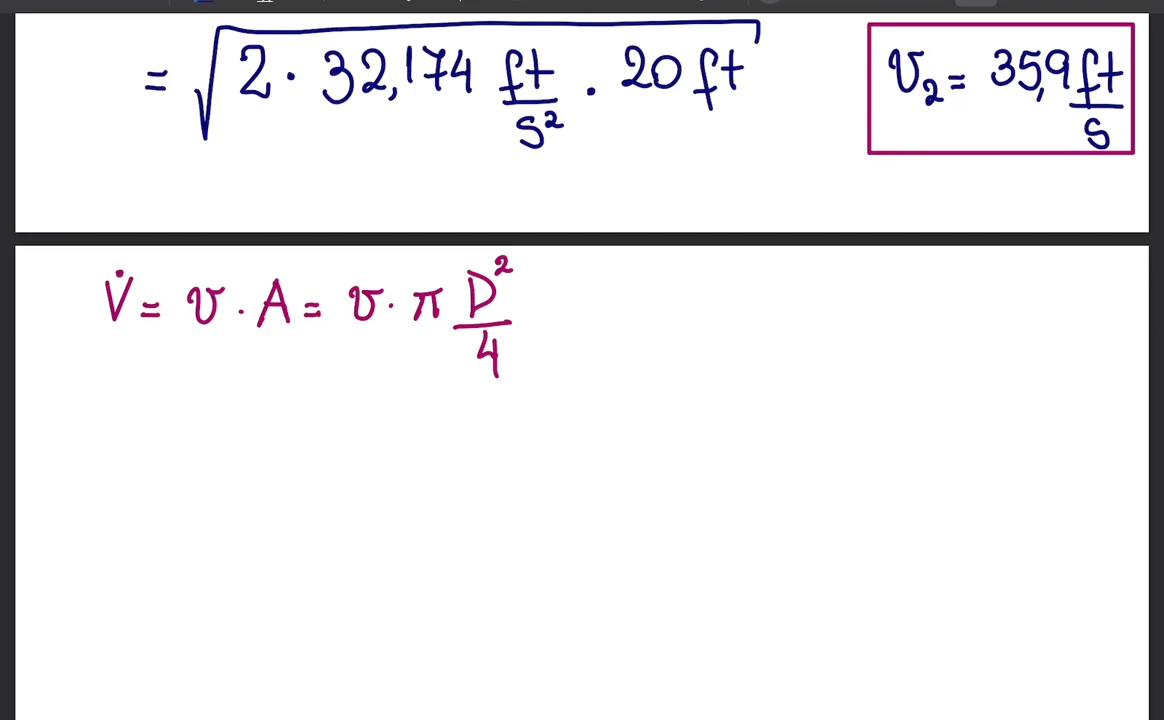 = √(2 · 32,174 ft/s² · 20 ft)
v₂ = 35,9 ft/s
V̇ = v · A = v · π D²/4